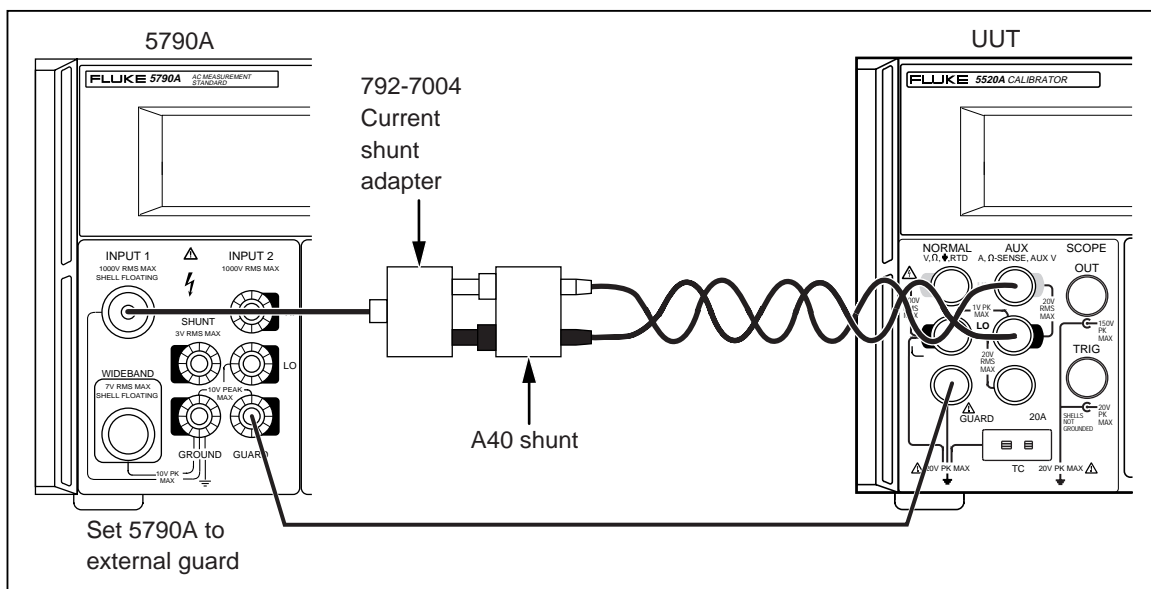 5790A
UUT
FLUKE 5790A AC MEASUREMENT
STANDARD
792-7004
Current
shunt
adapter
FLUKE 5520A CALIBRATOR
INPUT 1
1000V RMS MAX
SHELL FLOATING
INPUT 2
1000V RMS MAX
SHUNT
3V RMS MAX
LO
WIDEBAND
7V RMS MAX
SHELL FLOATING
10V PEAK
MAX
GROUND
GUARD
10V PK
MAX
A40 shunt
NORMAL
AUX
SCOPE
A, Ω-SENSE, AUX V
OUT
RMS
MAX
1V PK
MAX
20V
RMS
MAX
LO
150V
PK
MAX
20V
RMS
MAX
TRIG
GUARD
20A
SHELLS
NOT
GROUNDED
20V
PK
MAX
20V PK MAX
TC
20V PK MAX
Set 5790A to
external guard